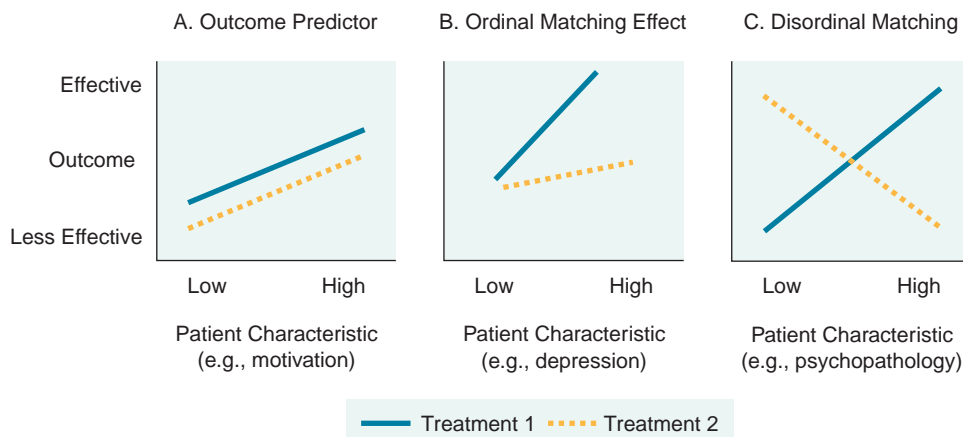 A. Outcome Predictor
B. Ordinal Matching Effect
C. Disordinal Matching
Effective
Outcome
Less Effective
Low
High
Low
High
Low
High
Patient Characteristic
(e.g., motivation)
Patient Characteristic
(e.g., depression)
Patient Characteristic
(e.g., psychopathology)
Treatment 1
Treatment 2